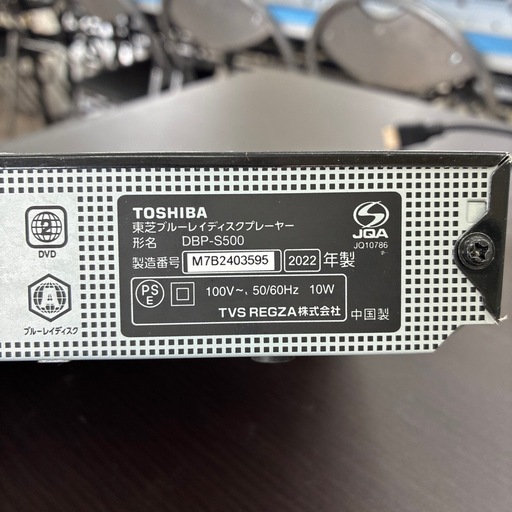 TOSHIBA
東芝ブルーレイディスクプレーヤー
形名 DBP-S500
製造番号 M7B2403595 2022 年製
PS
E
100V～, 50/60Hz 10W
TVS REGZA株式会社
中国製
JQA
JQ10786
2
DVD
A
ブルーレイディスク